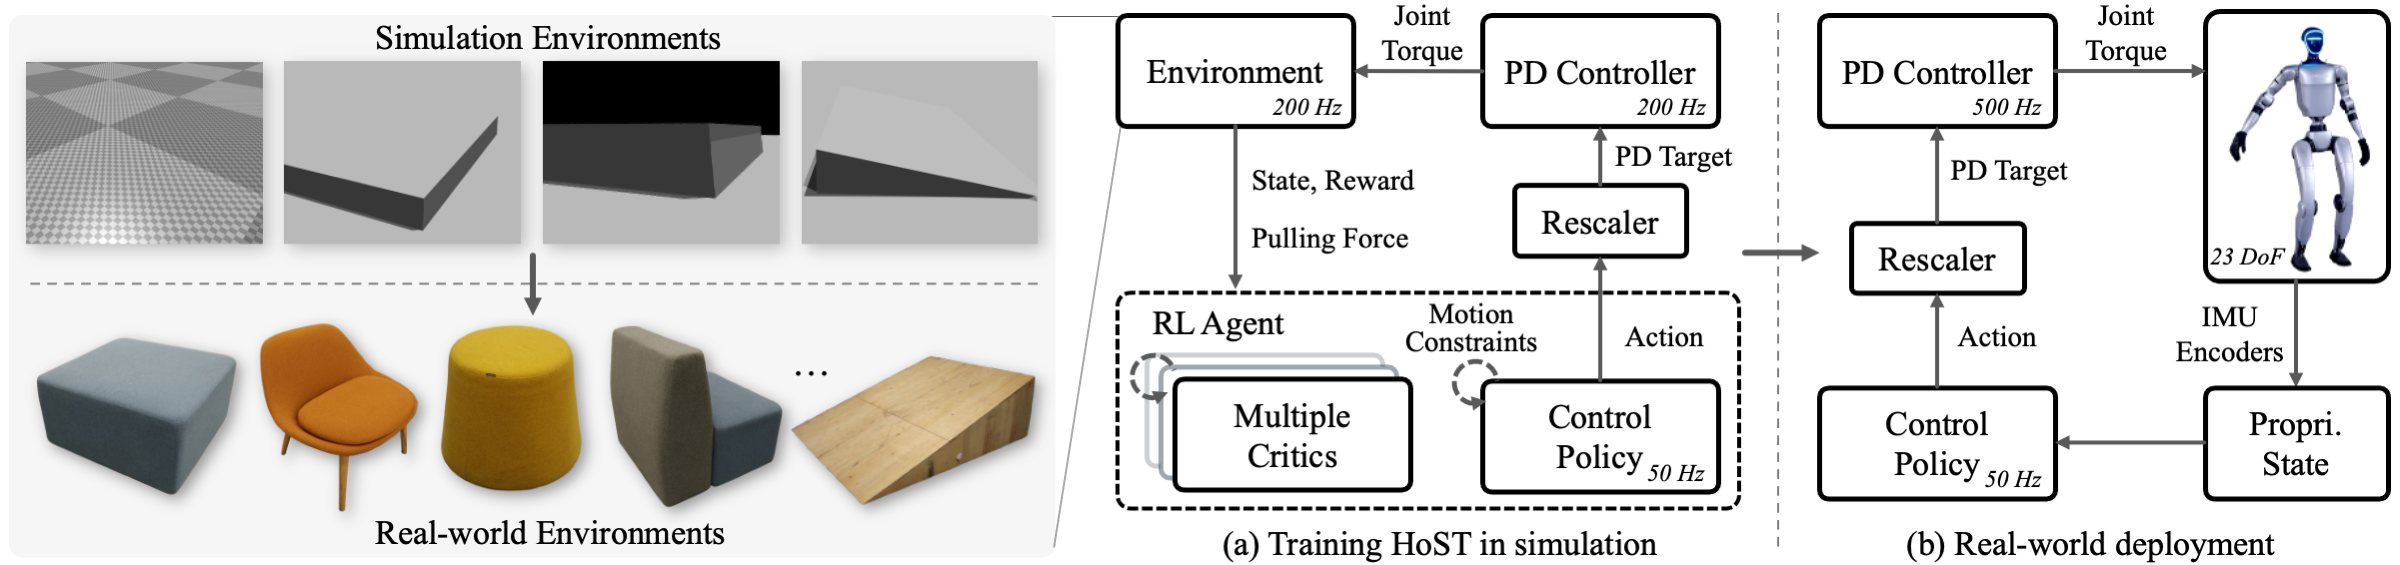 Simulation Environments
Real-world Environments
Environment
200 Hz
Joint
Torque
PD Controller
200 Hz
PD Target
State, Reward
Pulling Force
Rescaler
RL Agent
Motion
Constraints
Action
Multiple
Critics
Control
Policy
50 Hz
(a) Training HoST in simulation
PD Controller
500 Hz
Joint
Torque
PD Target
23 DoF
Rescaler
IMU
Encoders
Action
Control
Policy
50 Hz
Propri.
State
(b) Real-world deployment